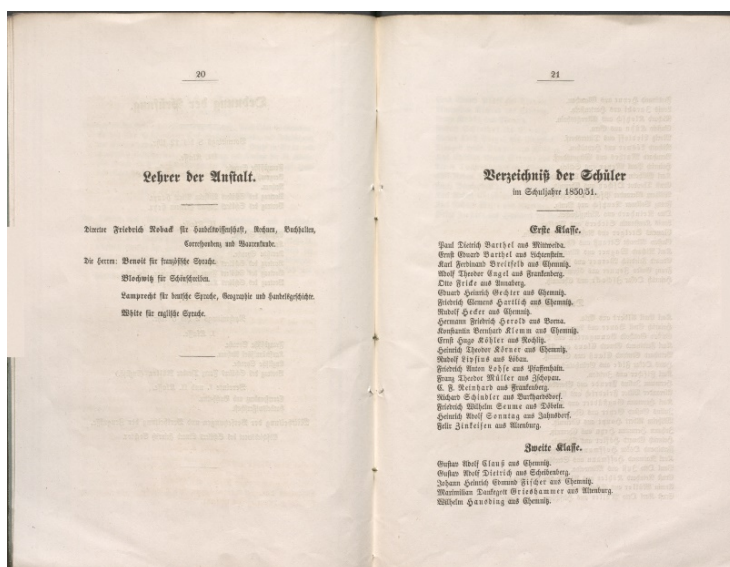 20
Lehrer der Anstalt.
Director Friedrich Noback für Handelswissenschaft, Rechnen, Buchhalten,
Correspondenz und Waarenkunde.
Die Herren: Benoit für französische Sprache.
Blochwitz für Schönschreiben.
Lamprecht für deutsche Sprache, Geographie und Handelsgeschichte.
White für englische Sprache.
21
Verzeichniß der Schüler
im Schuljahre 1850/51.
Erste Klasse.
Paul Dietrich Barthel aus Mittweida.
Ernst Eduard Barthel aus Lichtenstein.
Karl Ferdinand Breitfeld aus Chemnitz.
Adolf Theodor Engel aus Frankenberg.
Otto Fricke aus Annaberg.
Eduard Heinrich Gechter aus Chemnitz.
Friedrich Clemens Hartlich aus Chemnitz.
Rudolf Hecker aus Chemnitz.
Hermann Friedrich Herold aus Borna.
Konstantin Bernhard Klemm aus Chemnitz.
Ernst Hugo Köhler aus Rochlitz.
Heinrich Theodor Körner aus Chemnitz.
Rudolf Lipsius aus Löbau.
Friedrich Anton Lohse aus Pfaffenhain.
Franz Theodor Müller aus Zschopau.
C. F. Reinhard aus Frankenberg.
Richard Schindler aus Burkhardsdorf.
Friedrich Wilhelm Seume aus Döbeln.
Heinrich Adolf Sonntag aus Jahnsdorf.
Felix Zinkeisen aus Altenburg.
Zweite Klasse.
Gustav Adolf Clauß aus Chemnitz.
Gustav Adolf Dietrich aus Scheibenberg.
Johann Heinrich Edmund Fischer aus Chemnitz.
Maximilian Dankegott Grieshammer aus Altenburg.
Wilhelm Hausding aus Chemnitz.